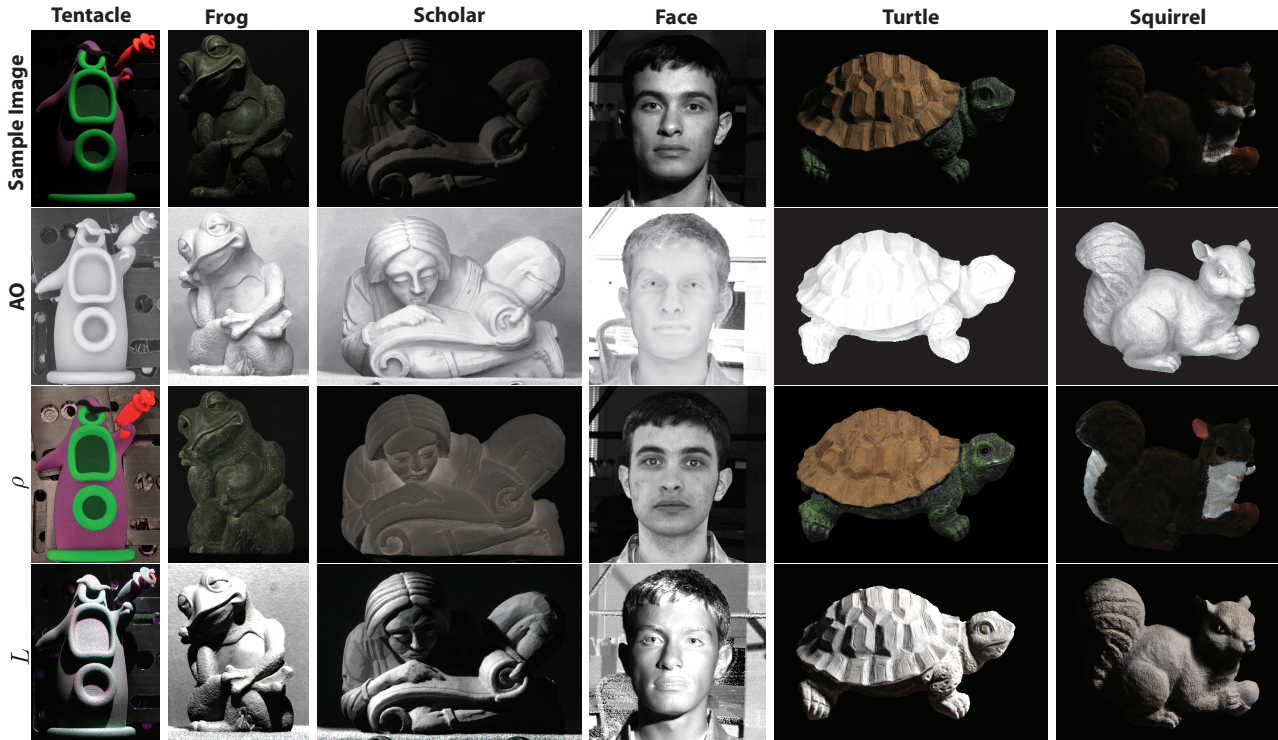 Tentacle Frog Scholar Face Turtle Squirrel
Sample Image
AO
ρ
L